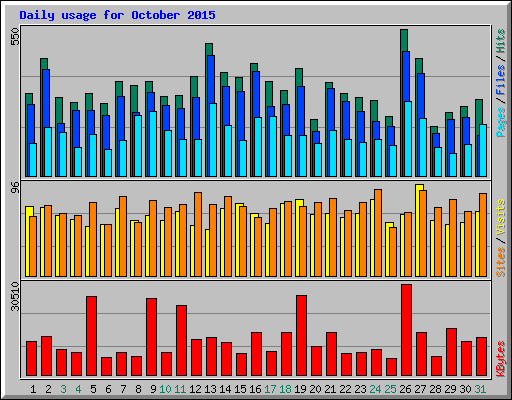 Daily usage for October 2015
550
Pages / Files / Hits
96
Sites / Visits
30510
KBytes
1 2 3 4 5 6 7 8 9 10 11 12 13 14 15 16 17 18 19 20 21 22 23 24 25 26 27 28 29 30 31